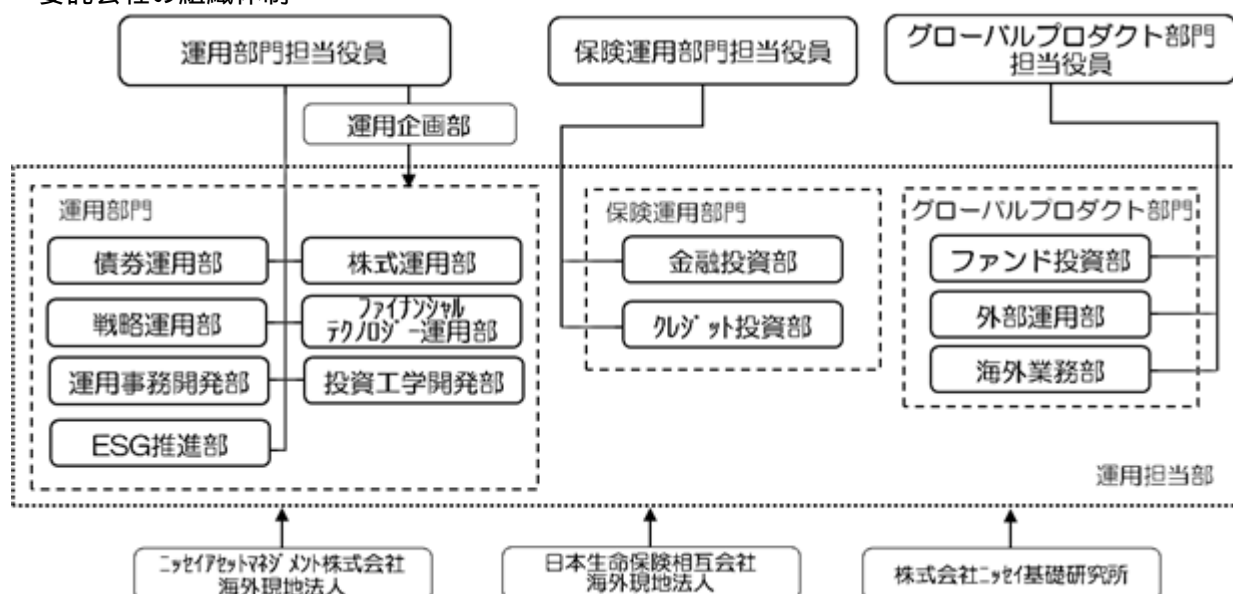 委託会社の組織体制
運用部門担当役員
保険運用部門担当役員
グローバルプロダクト部門
担当役員
運用企画部
運用部門
債券運用部
株式運用部
戦略運用部
ファイナンシャル
テクノロジー運用部
運用事務開発部
投資工学開発部
ESG推進部
保険運用部門
金融投資部
クレジット投資部
グローバルプロダクト部門
ファンド投資部
外部運用部
海外業務部
運用担当部
ニッセイアセットマネジメント株式会社
海外現地法人
日本生命保険相互会社
海外現地法人
株式会社ニッセイ基礎研究所